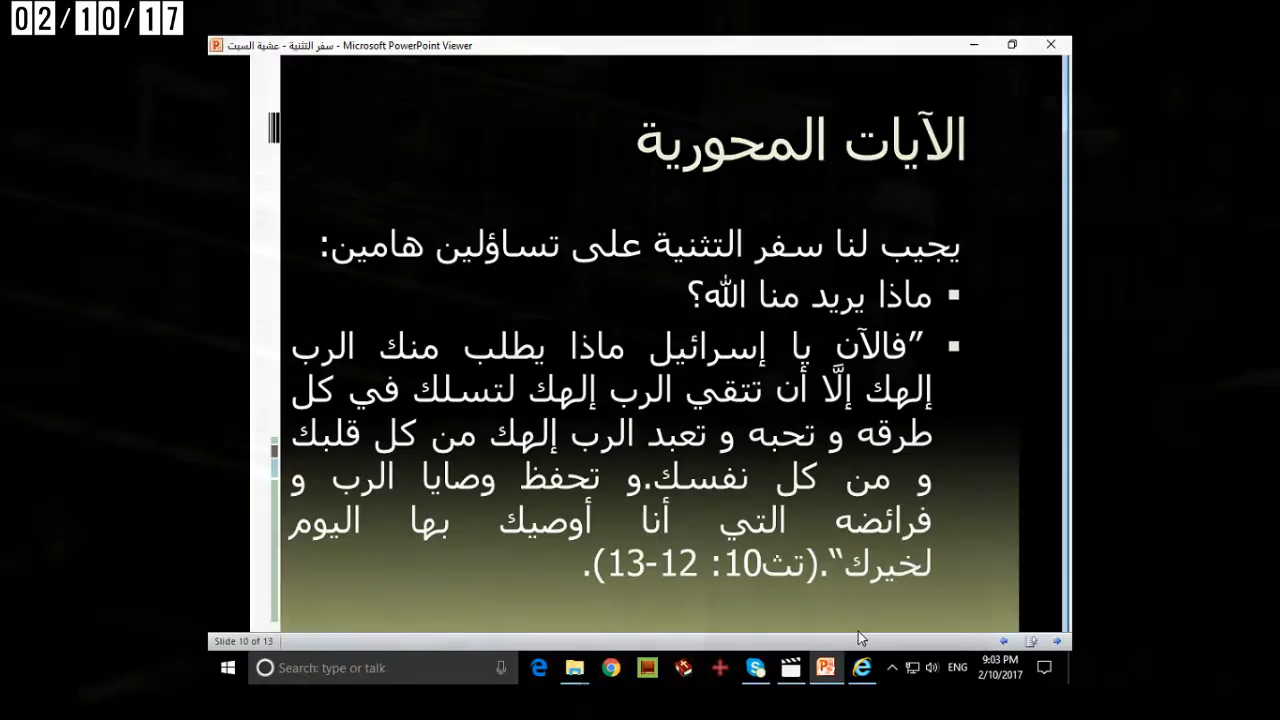 02/10/17
سفر التثنية - عشية السبت - Microsoft PowerPoint Viewer
الآيات المحورية
يجيب لنا سفر التثنية على تساؤلين هامين:
▪ ماذا يريد منا الله؟
▪ ”فالآن يا إسرائيل ماذا يطلب منك الرب
إلهك إلَّا أن تتقي الرب إلهك لتسلك في كل
طرقه و تحبه و تعبد الرب إلهك من كل قلبك
و من كل نفسك.و تحفظ وصايا الرب و
فرائضه التي أنا أوصيك بها اليوم
لخيرك“.(تث10: 12-13).
Slide 10 of 13
Search: type or talk
ENG
9:03 PM
2/10/2017